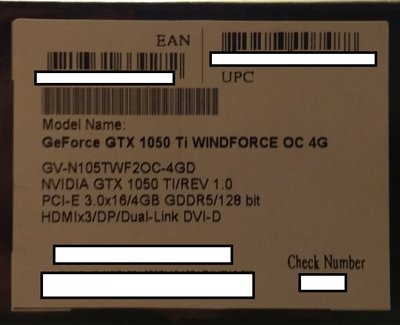 EAN
UPC
Model Name:
GeForce GTX 1050 Ti WINDFORCE OC 4G
GV-N105TWF2OC-4GD
NVIDIA GTX 1050 TI/REV 1.0
PCI-E 3.0x16/4GB GDDR5/128 bit
HDMIx3/DP/Dual-Link DVI-D
Check Number